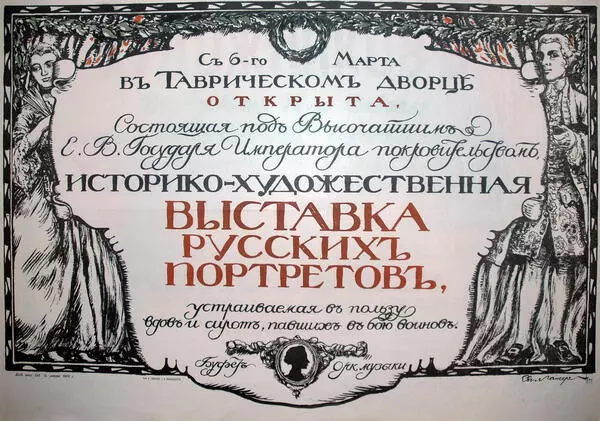 Съ 6-го Марта
въ Таврическомъ дворцѣ
открыта,
Состоящая подъ Высочайшимъ
Е. В. Государя Императора покровительствомъ,
историко-художественная
Выставка
русскихъ
портретовъ,
устраиваемая въ пользу
вдовъ и сиротъ, павшихъ въ бою воиновъ.
Буфетъ Орк. музыки